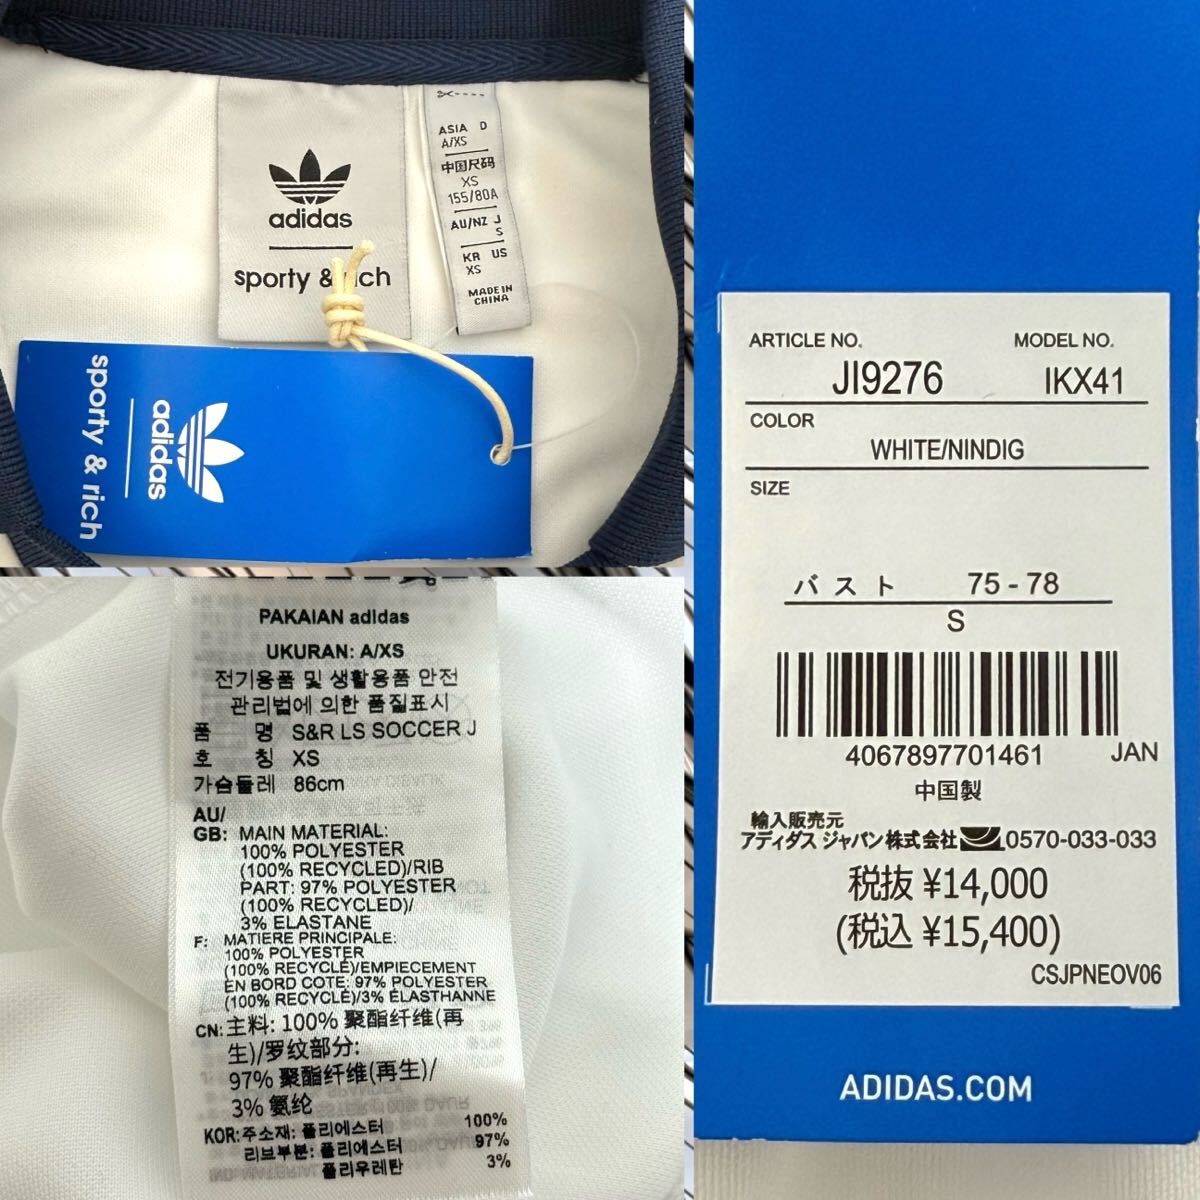 adidas
sporty & rich
ASIA D
A/XS
中国尺码
XS
155/80A
AU/NZ J
S
KR US
XS
MADE IN
CHINA
adidas
sporty & rich
PAKAIAN adidas
UKURAN: A/XS
전기용품 및 생활용품 안전
관리법에 의한 품질표시
품 명 S&R LS SOCCER J
호 칭 XS
가슴둘레 86cm
AU/
GB: MAIN MATERIAL:
100% POLYESTER
(100% RECYCLED)/RIB
PART: 97% POLYESTER
(100% RECYCLED)/
3% ELASTANE
F: MATIERE PRINCIPALE:
100% POLYESTER
(100% RECYCLÉ)/EMPIECEMENT
EN BORD COTE: 97% POLYESTER
(100% RECYCLÉ)/3% ÉLASTHANNE
CN: 主料: 100% 聚酯纤维(再
生)/罗纹部分:
97% 聚酯纤维(再生)/
3% 氨纶
KOR: 주소재: 폴리에스터 100%
리브부분: 폴리에스터 97%
폴리우레탄 3%
ARTICLE NO. MODEL NO.
JI9276 IKX41
COLOR
WHITE/NINDIG
SIZE
バスト 75 - 78
S
4067897701461 JAN
中国製
輸入販売元
アディダス ジャパン株式会社 0570-033-033
税抜 ¥14,000
(税込 ¥15,400)
CSJPNEOV06
ADIDAS.COM